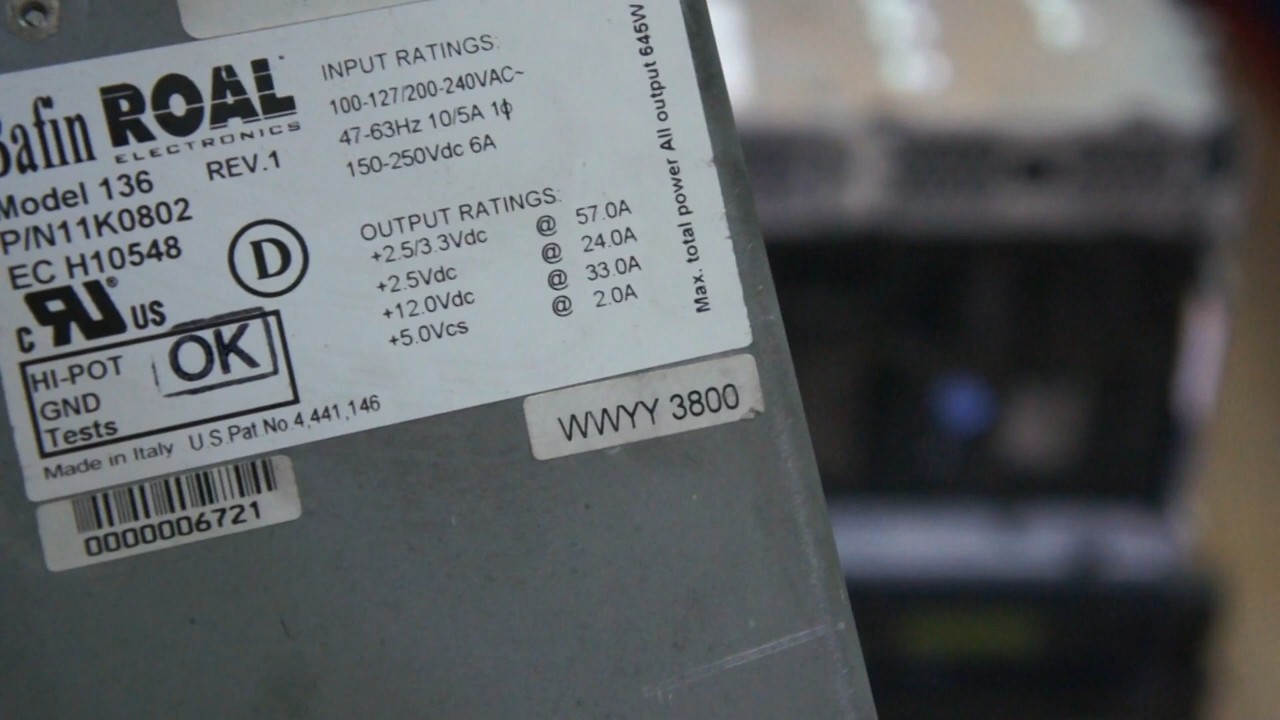 Safin ROAL
ELECTRONICS
Model 136 REV.1
P/N11K0802
EC H10548
D
c RU ® US
HI-POT
GND
Tests
OK
Made in Italy U.S.Pat.No.4,441,146
INPUT RATINGS:
100-127/200-240VAC~
47-63Hz 10/5A 1ϕ
150-250Vdc 6A
OUTPUT RATINGS:
+2.5/3.3Vdc @ 57.0A
+2.5Vdc @ 24.0A
+12.0Vdc @ 33.0A
+5.0Vcs @ 2.0A
Max. total power All output 645W
WWYY 3800
0000006721